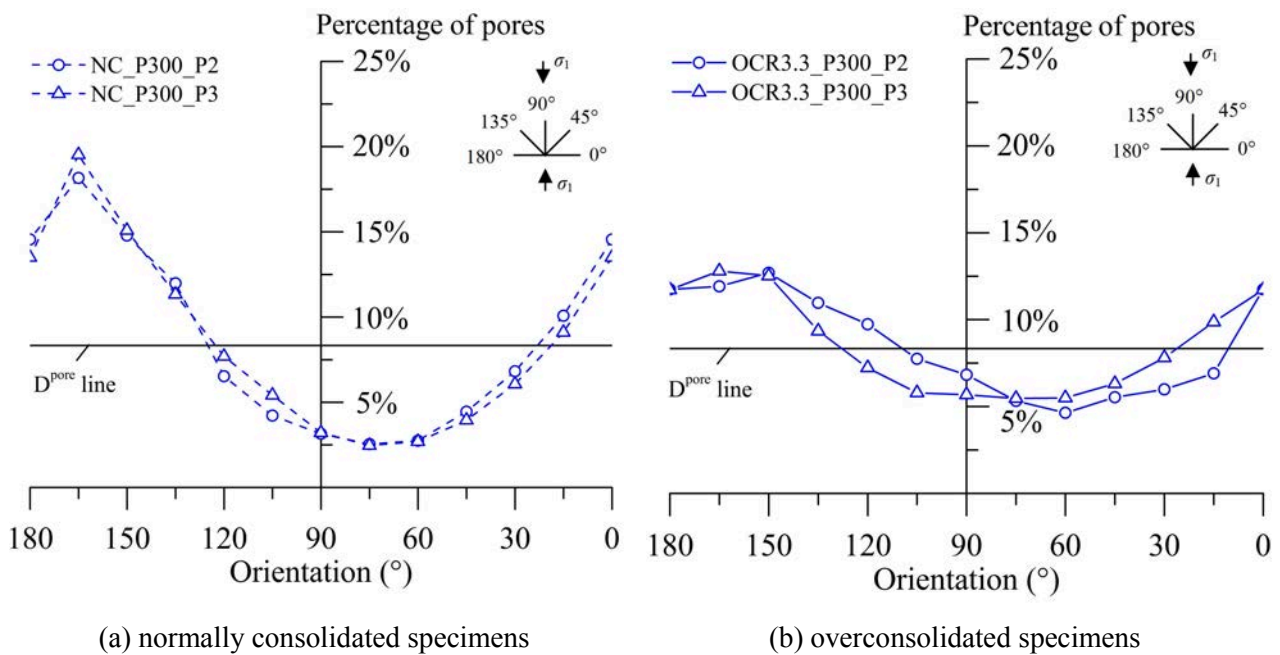 Percentage of pores
NC_P300_P2
NC_P300_P3
25%
20%
15%
10%
5%
σ1
90°
135° 45°
180° 0°
σ1
D^pore line
180 150 120 90 60 30 0
Orientation (°)
(a) normally consolidated specimens
Percentage of pores
OCR3.3_P300_P2
OCR3.3_P300_P3
25%
20%
15%
10%
5%
σ1
90°
135° 45°
180° 0°
σ1
D^pore line
180 150 120 90 60 30 0
Orientation (°)
(b) overconsolidated specimens